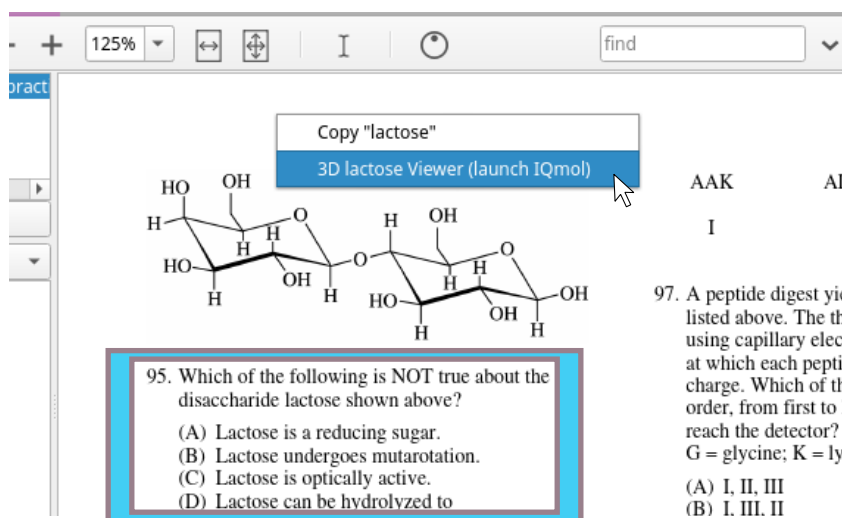 125%
find
pract
Copy "lactose"
3D lactose Viewer (launch IQmol)
HO
OH
O
H
H
H
HO
OH
H
H
O
H
OH
O
H
H
HO
OH
OH
H
H
AAK
I
95. Which of the following is NOT true about the
disaccharide lactose shown above?
(A) Lactose is a reducing sugar.
(B) Lactose undergoes mutarotation.
(C) Lactose is optically active.
(D) Lactose can be hydrolyzed to
97. A peptide digest yie
listed above. The th
using capillary elec
at which each pepti
charge. Which of th
order, from first to
reach the detector?
G = glycine; K = ly
(A) I, II, III
(B) I, III, II